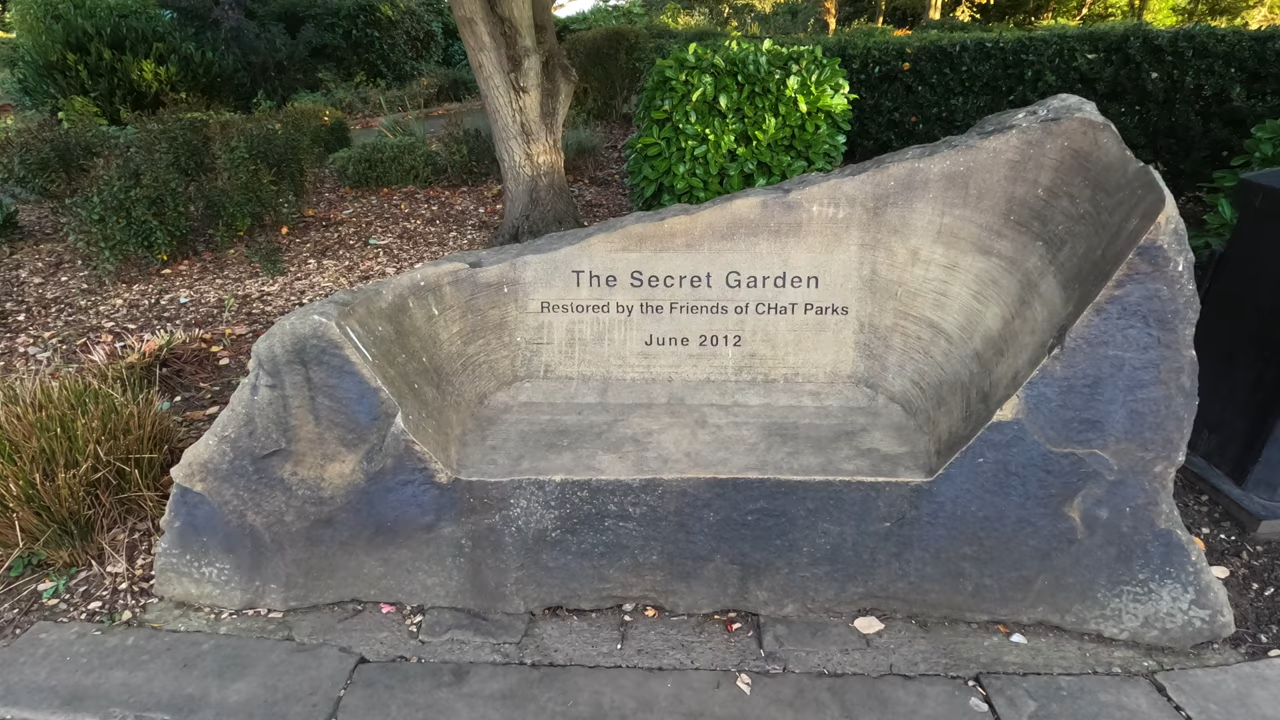 The Secret Garden
Restored by the Friends of CHaT Parks
June 2012